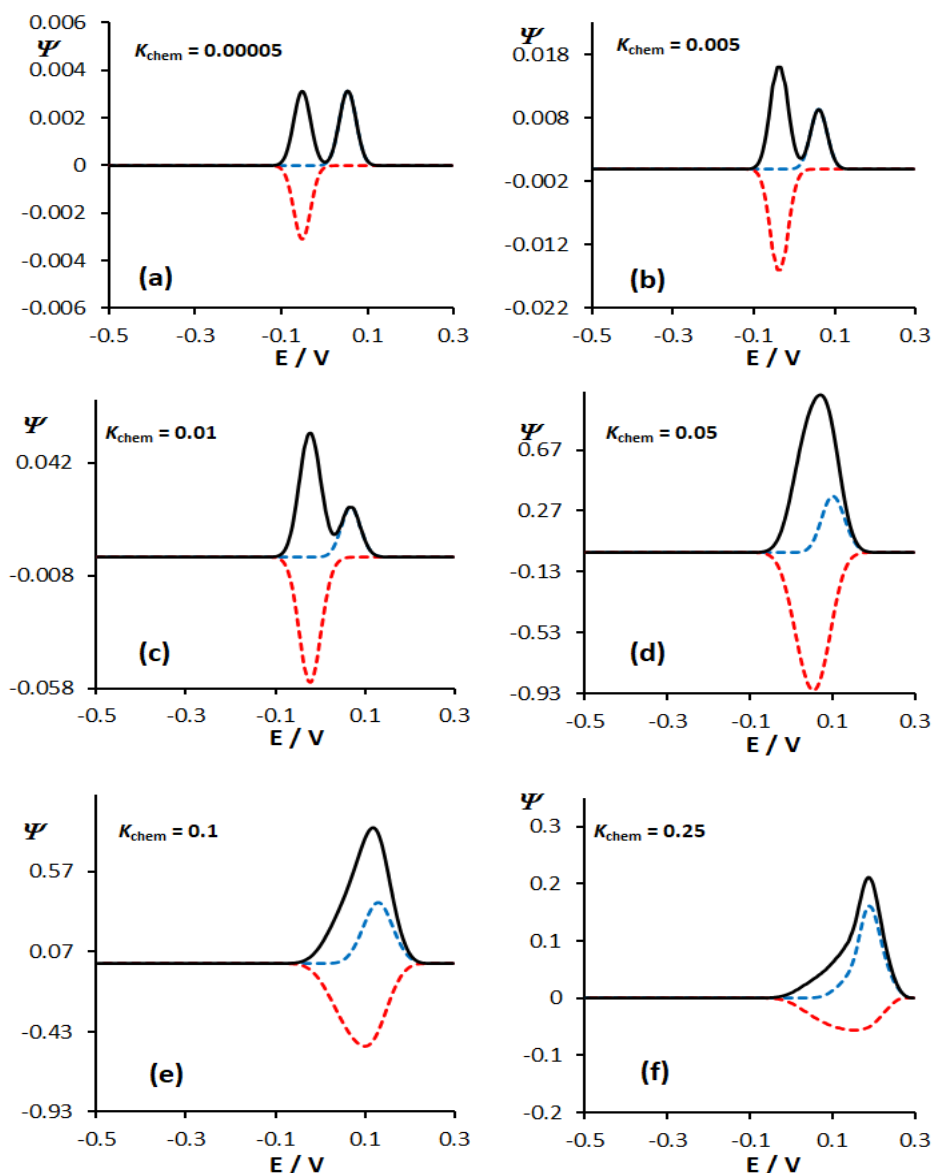 Ψ
K_chem = 0.00005
0.006
0.004
0.002
0
-0.002
-0.004
-0.006
(a)
-0.5 -0.3 -0.1 0.1 0.3
E / V
Ψ
K_chem = 0.005
0.018
0.008
-0.002
-0.012
-0.022
(b)
-0.5 -0.3 -0.1 0.1 0.3
E / V
Ψ
K_chem = 0.01
0.042
-0.008
-0.058
(c)
-0.5 -0.3 -0.1 0.1 0.3
E / V
Ψ
K_chem = 0.05
0.67
0.27
-0.13
-0.53
-0.93
(d)
-0.5 -0.3 -0.1 0.1 0.3
E / V
Ψ
K_chem = 0.1
0.57
0.07
-0.43
-0.93
(e)
-0.5 -0.3 -0.1 0.1 0.3
E / V
Ψ
K_chem = 0.25
0.3
0.2
0.1
0
-0.1
-0.2
(f)
-0.5 -0.3 -0.1 0.1 0.3
E / V